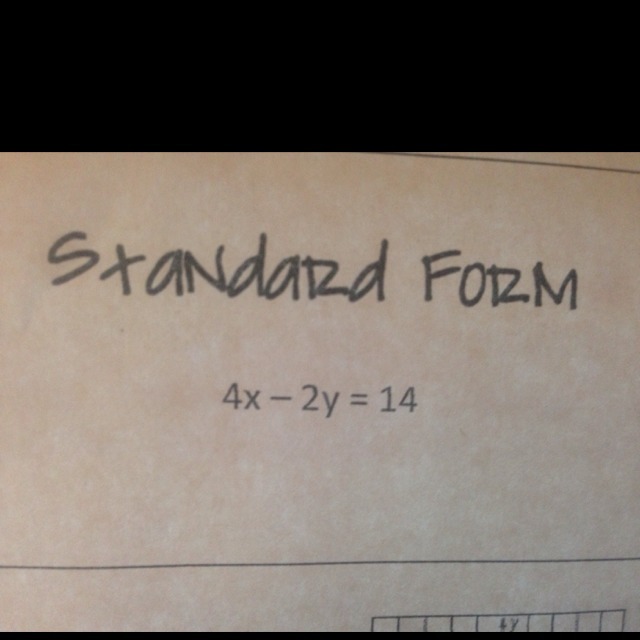 Standard Form
4x – 2y = 14